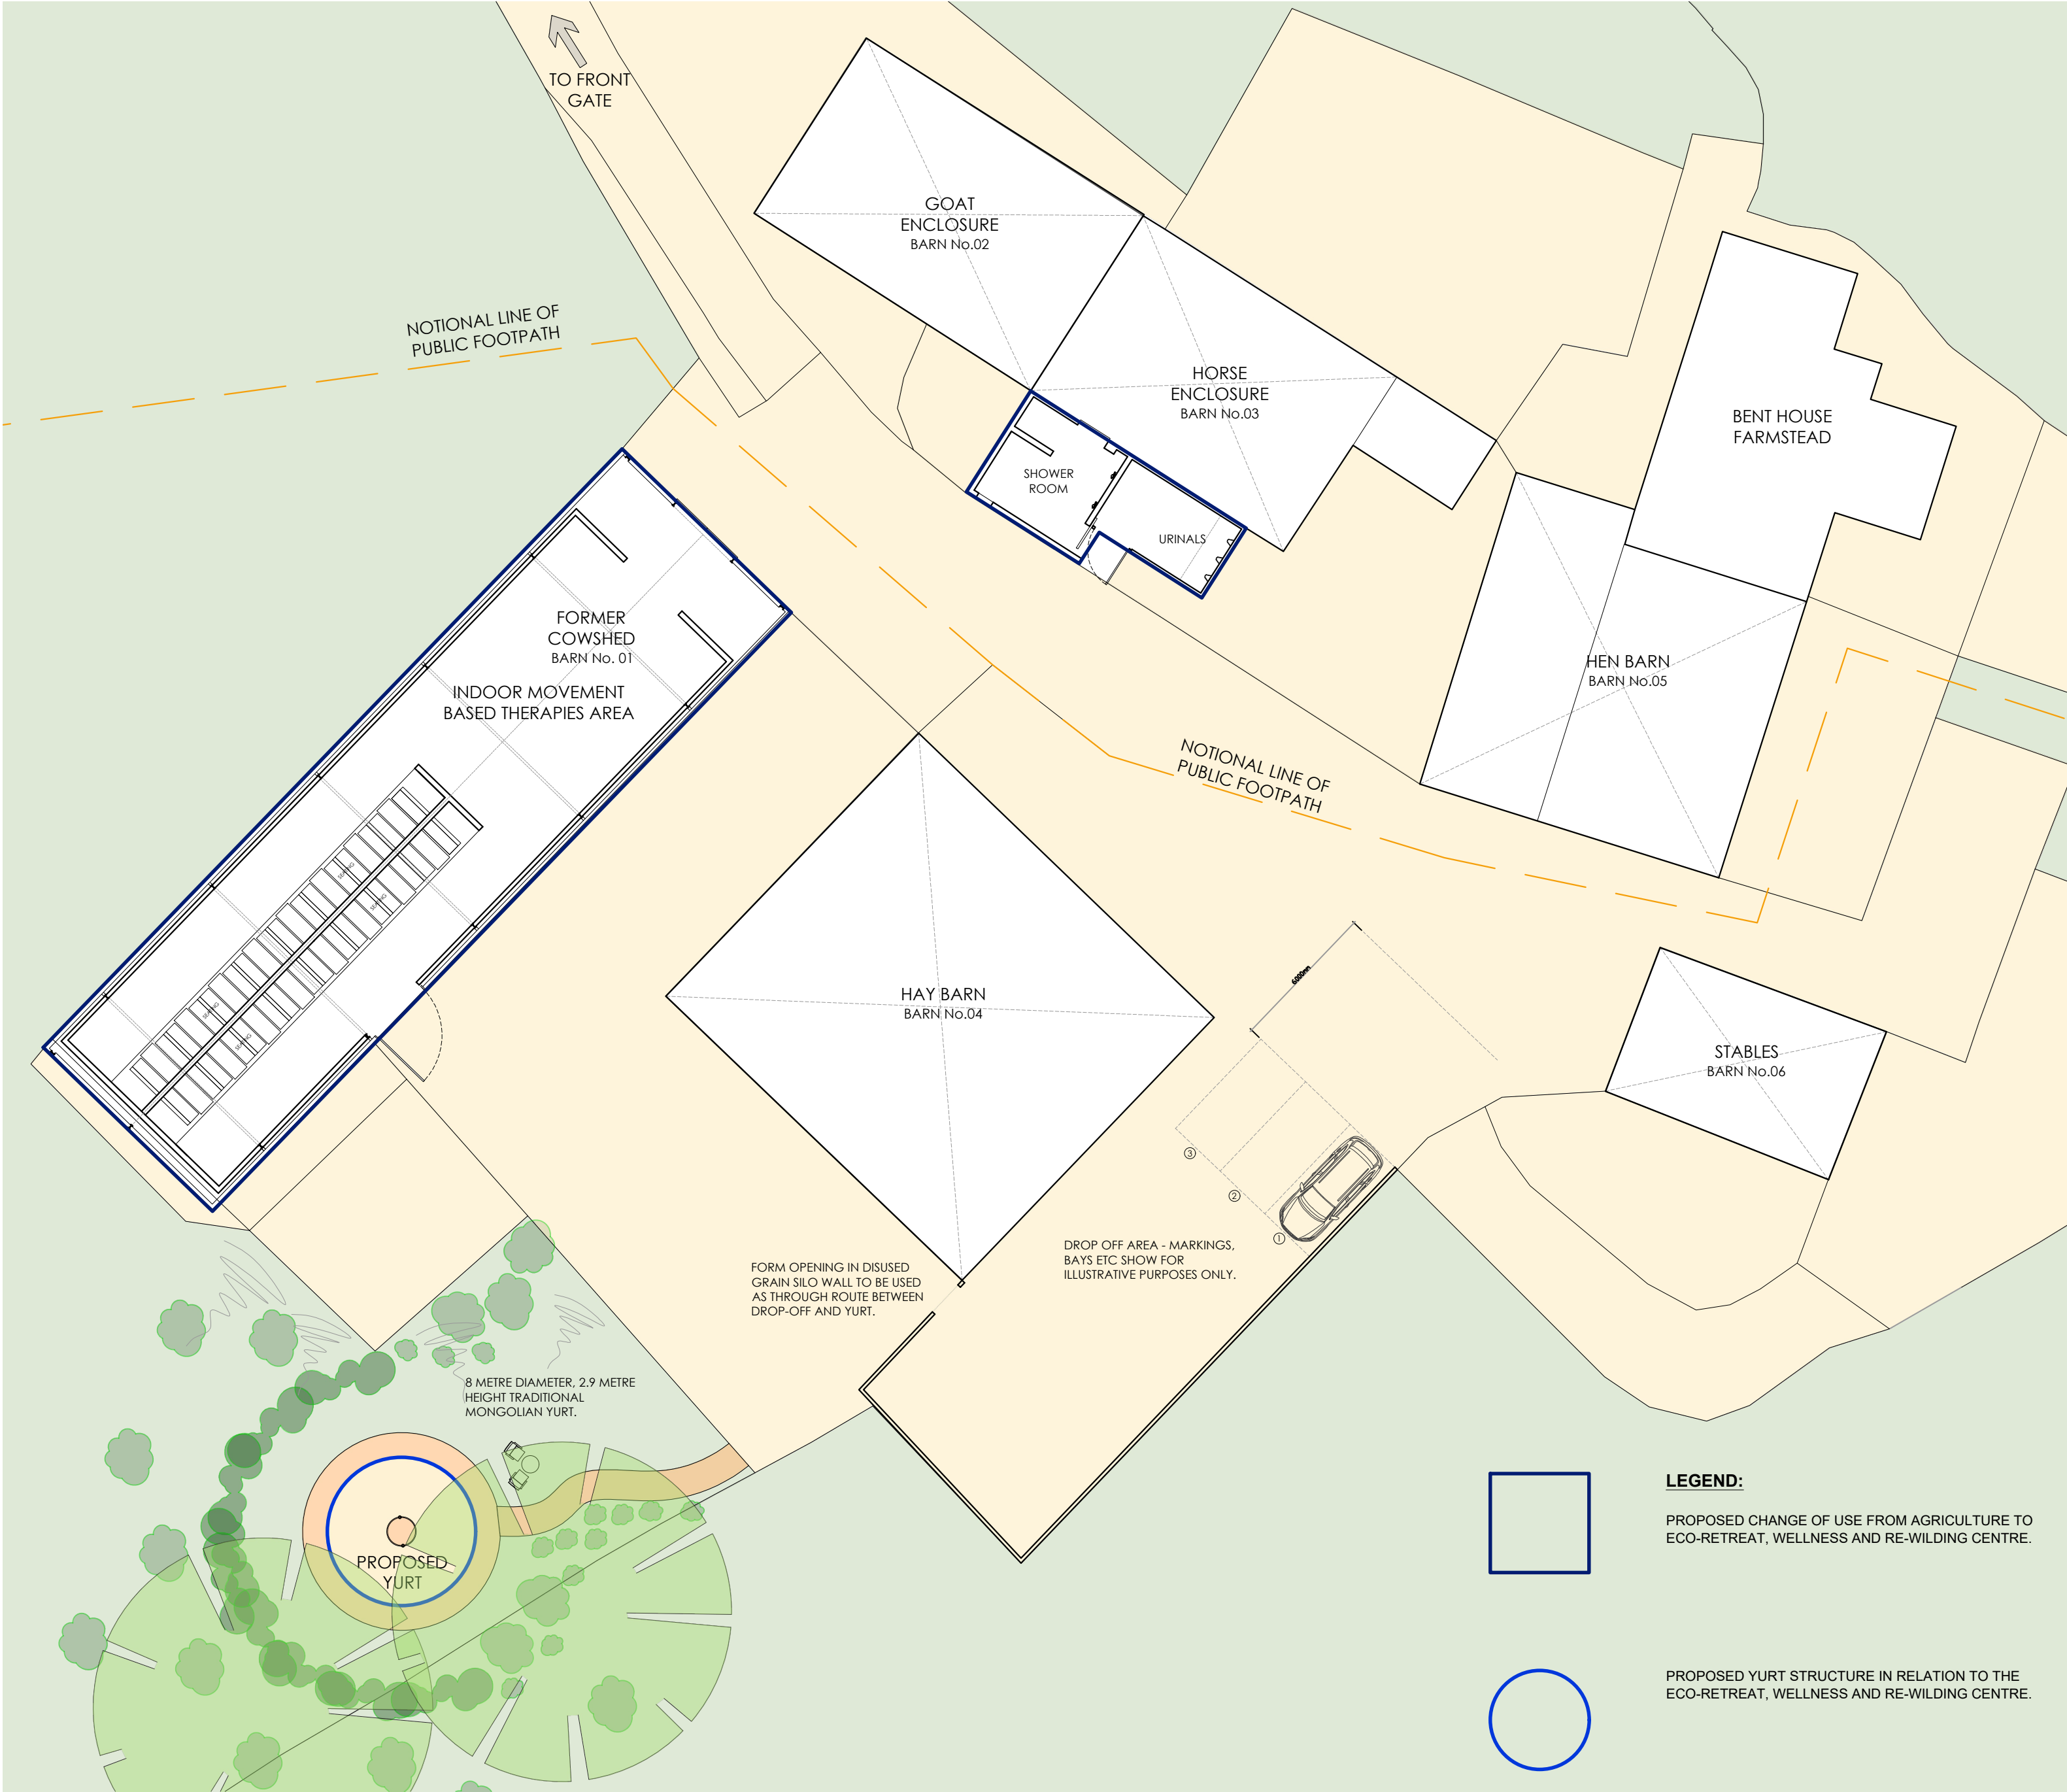 TO FRONT
GATE
GOAT
ENCLOSURE
BARN No.02
NOTIONAL LINE OF
PUBLIC FOOTPATH
HORSE
ENCLOSURE
BARN No.03
BENT HOUSE
FARMSTEAD
SHOWER
ROOM
URINALS
FORMER
COWSHED
BARN No. 01
INDOOR MOVEMENT
BASED THERAPIES AREA
HEN BARN
BARN No.05
NOTIONAL LINE OF
PUBLIC FOOTPATH
SEATING
SEATING
SEATING
SEATING
HAY BARN
BARN No.04
6000mm
STABLES
BARN No.06
3
2
1
DROP OFF AREA - MARKINGS,
BAYS ETC SHOW FOR
ILLUSTRATIVE PURPOSES ONLY.
FORM OPENING IN DISUSED
GRAIN SILO WALL TO BE USED
AS THROUGH ROUTE BETWEEN
DROP-OFF AND YURT.
8 METRE DIAMETER, 2.9 METRE
HEIGHT TRADITIONAL
MONGOLIAN YURT.
PROPOSED
YURT
LEGEND:
PROPOSED CHANGE OF USE FROM AGRICULTURE TO
ECO-RETREAT, WELLNESS AND RE-WILDING CENTRE.
PROPOSED YURT STRUCTURE IN RELATION TO THE
ECO-RETREAT, WELLNESS AND RE-WILDING CENTRE.